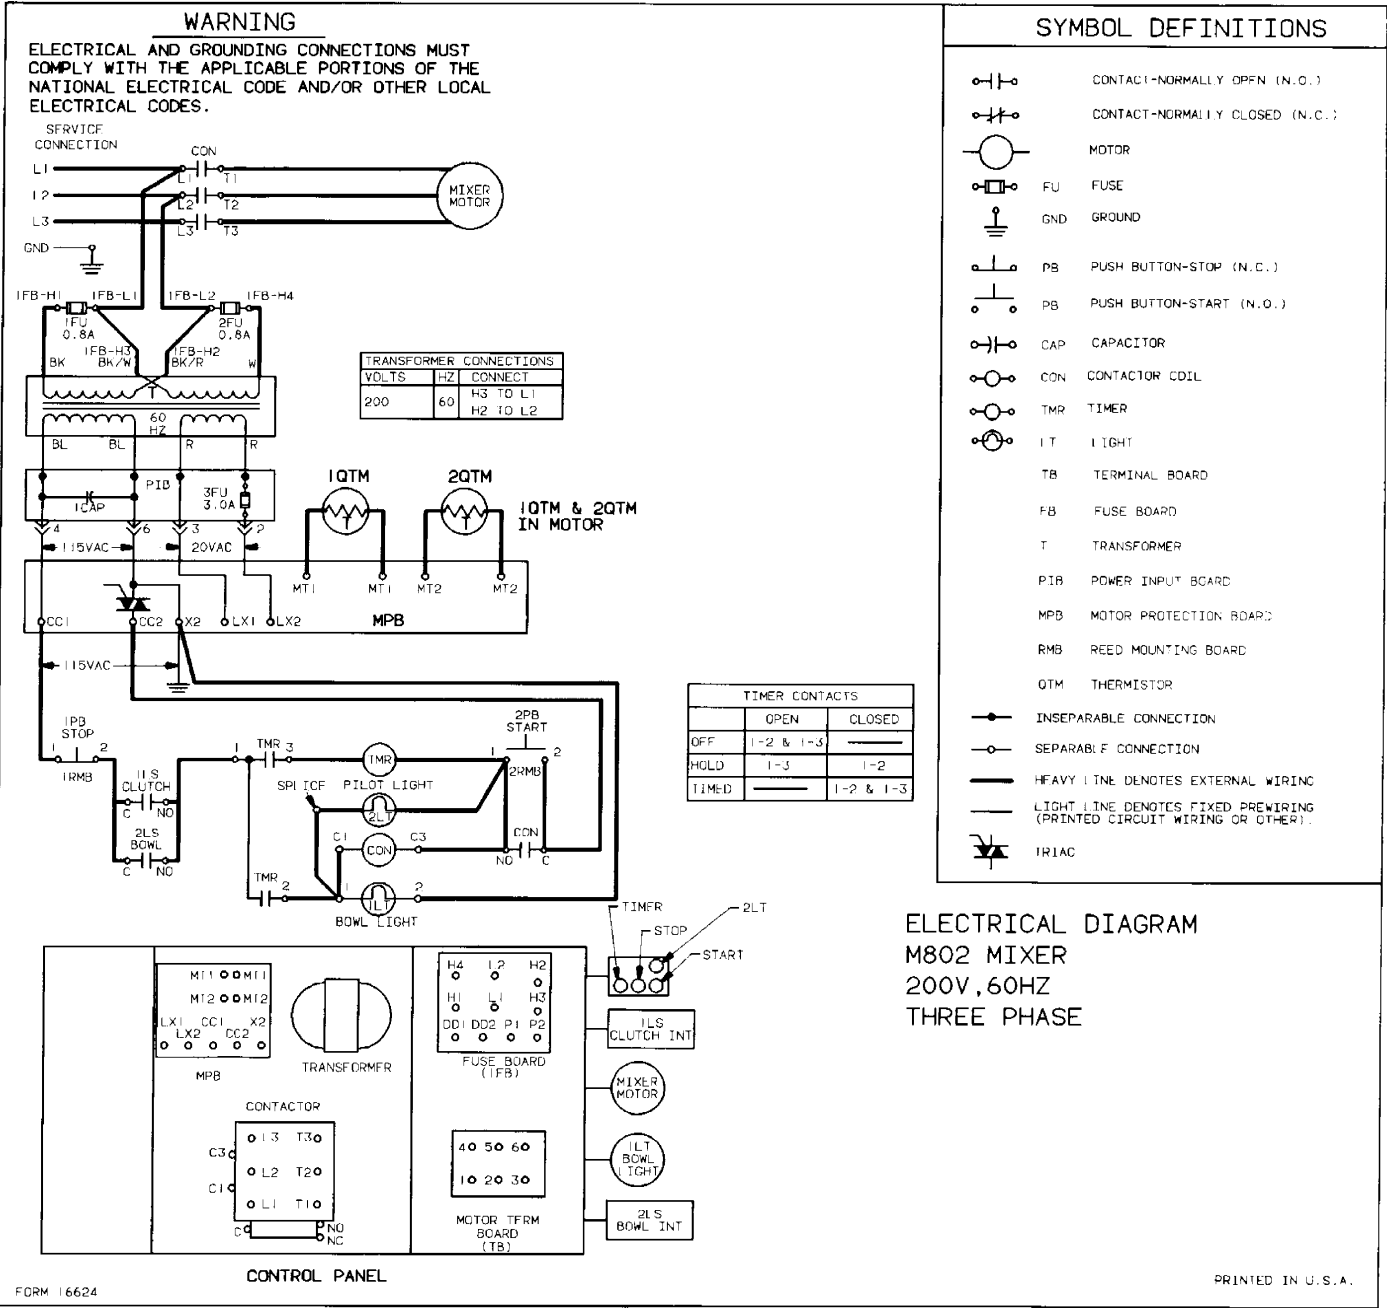 WARNING
ELECTRICAL AND GROUNDING CONNECTIONS MUST
COMPLY WITH THE APPLICABLE PORTIONS OF THE
NATIONAL ELECTRICAL CODE AND/OR OTHER LOCAL
ELECTRICAL CODES.
SERVICE
CONNECTION
CON
L1
L1
T1
L2
L2
T2
L3
L3
T3
MIXER
MOTOR
GND
1FB-H1
1FB-L1
1FB-L2
1FB-H4
1FU
0.8A
2FU
0.8A
1FB-H3
BK/W
1FB-H2
BK/R
BK
W
T
60
HZ
BL
BL
R
R
TRANSFORMER CONNECTIONS
VOLTS HZ CONNECT
200 60 H3 TO L1
H2 TO L2
PIB
1CAP
3FU
3.0A
4
6
3
2
115VAC
20VAC
1QTM
2QTM
1QTM & 2QTM
IN MOTOR
MT1
MT1
MT2
MT2
CC1
CC2
X2
LX1
LX2
MPB
115VAC
1PB
STOP
1
2
1RMB
1LS
CLUTCH
C
NO
2LS
BOWL
C
NO
1
TMR
3
TMR
PILOT LIGHT
SPLICE
2LT
2PB
START
1
2
2RMB
C1
CON
C3
CON
NO
C
TMR
2
1
1LT
2
BOWL LIGHT
TIMER CONTACTS
OPEN CLOSED
OFF 1-2 & 1-3
HOLD 1-3 1-2
TIMED 1-2 & 1-3
SYMBOL DEFINITIONS
CONTACT-NORMALLY OPEN (N.O.)
CONTACT-NORMALLY CLOSED (N.C.)
MOTOR
FU FUSE
GND GROUND
PB PUSH BUTTON-STOP (N.C.)
PB PUSH BUTTON-START (N.O.)
CAP CAPACITOR
CON CONTACTOR COIL
TMR TIMER
LT LIGHT
TB TERMINAL BOARD
FB FUSE BOARD
T TRANSFORMER
PIB POWER INPUT BOARD
MPB MOTOR PROTECTION BOARD
RMB REED MOUNTING BOARD
QTM THERMISTOR
INSEPARABLE CONNECTION
SEPARABLE CONNECTION
HEAVY LINE DENOTES EXTERNAL WIRING
LIGHT LINE DENOTES FIXED PREWIRING
(PRINTED CIRCUIT WIRING OR OTHER).
TRIAC
ELECTRICAL DIAGRAM
M802 MIXER
200V,60HZ
THREE PHASE
TIMER
2LT
STOP
START
1LS
CLUTCH INT
MIXER
MOTOR
1LT
BOWL
LIGHT
2LS
BOWL INT
MT1 MT1
MT2 MT2
LX1 CC1 X2
LX2 CC2
MPB
TRANSFORMER
H4 L2 H2
H1 L1 H3
DD1 DD2 P1 P2
FUSE BOARD
(1FB)
CONTACTOR
L3 T3
C3
L2 T2
C1
L1 T1
C
NO
NC
4 5 6
1 2 3
MOTOR TERM
BOARD
(TB)
CONTROL PANEL
FORM 16624
PRINTED IN U.S.A.